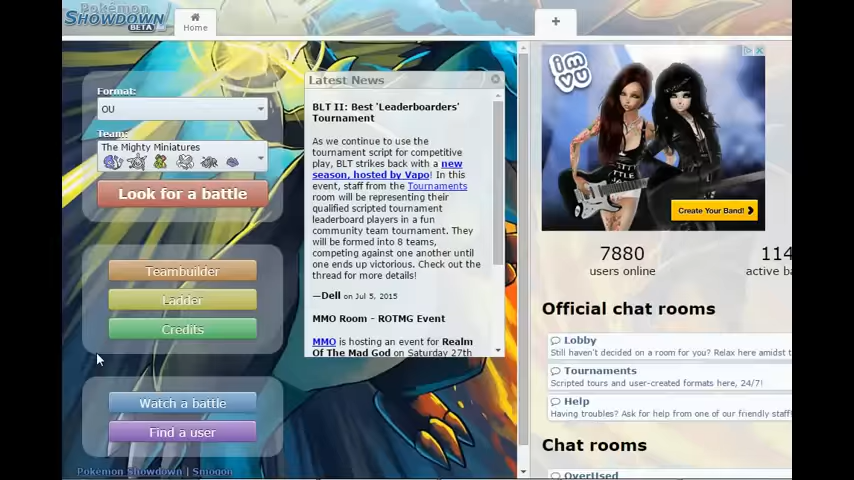 Pokémon
SHOWDOWN
BETA
Home
+
Format:
OU
Team:
The Mighty Miniatures
Look for a battle
Teambuilder
Ladder
Credits
Watch a battle
Find a user
Pokémon Showdown | Smogon
Latest News
BLT II: Best 'Leaderboarders'
Tournament
As we continue to use the
tournament script for competitive
play, BLT strikes back with a new
season, hosted by Vapo! In this
event, staff from the Tournaments
room will be representing their
qualified scripted tournament
leaderboard players in a fun
community team tournament. They
will be formed into 8 teams,
competing against one another until
one ends up victorious. Check out the
thread for more details!
—Dell on Jul 5, 2015
MMO Room - ROTMG Event
MMO is hosting an event for Realm
Of The Mad God on Saturday 27th
imvu
Create Your Band!
7880
users online
114
active ba
Official chat rooms
Lobby
Still haven't decided on a room for you? Relax here amidst t
Tournaments
Scripted tours and user-created formats here, 24/7!
Help
Having troubles? Ask for help from one of our friendly staff
Chat rooms
OverUsed